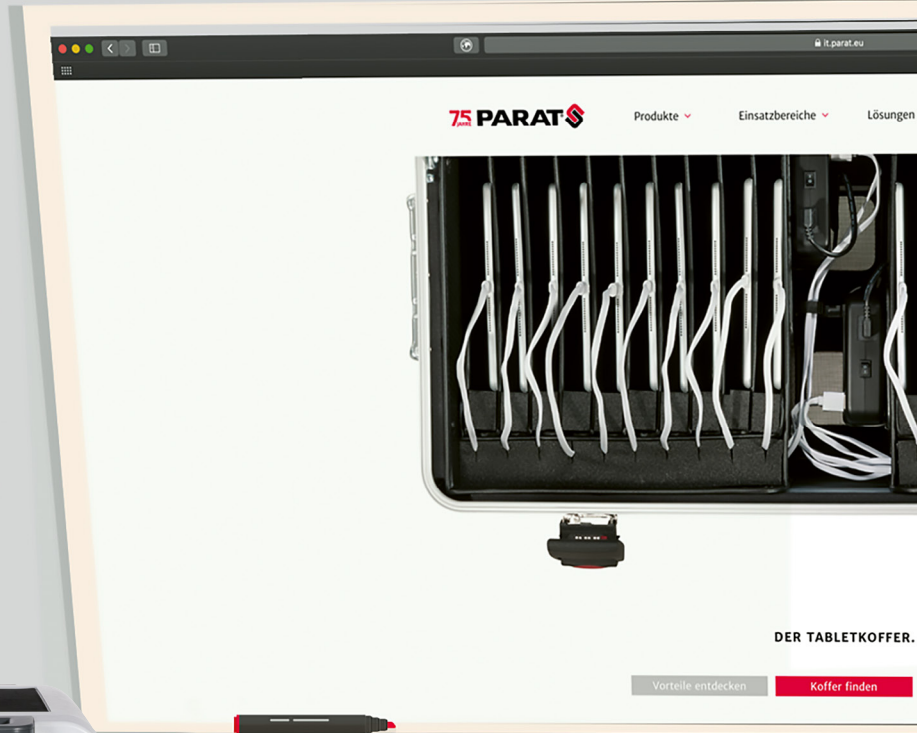 it.parat.eu
75 JAHRE PARAT
Produkte
Einsatzbereiche
Lösungen
DER TABLETKOFFER.
Vorteile entdecken
Koffer finden